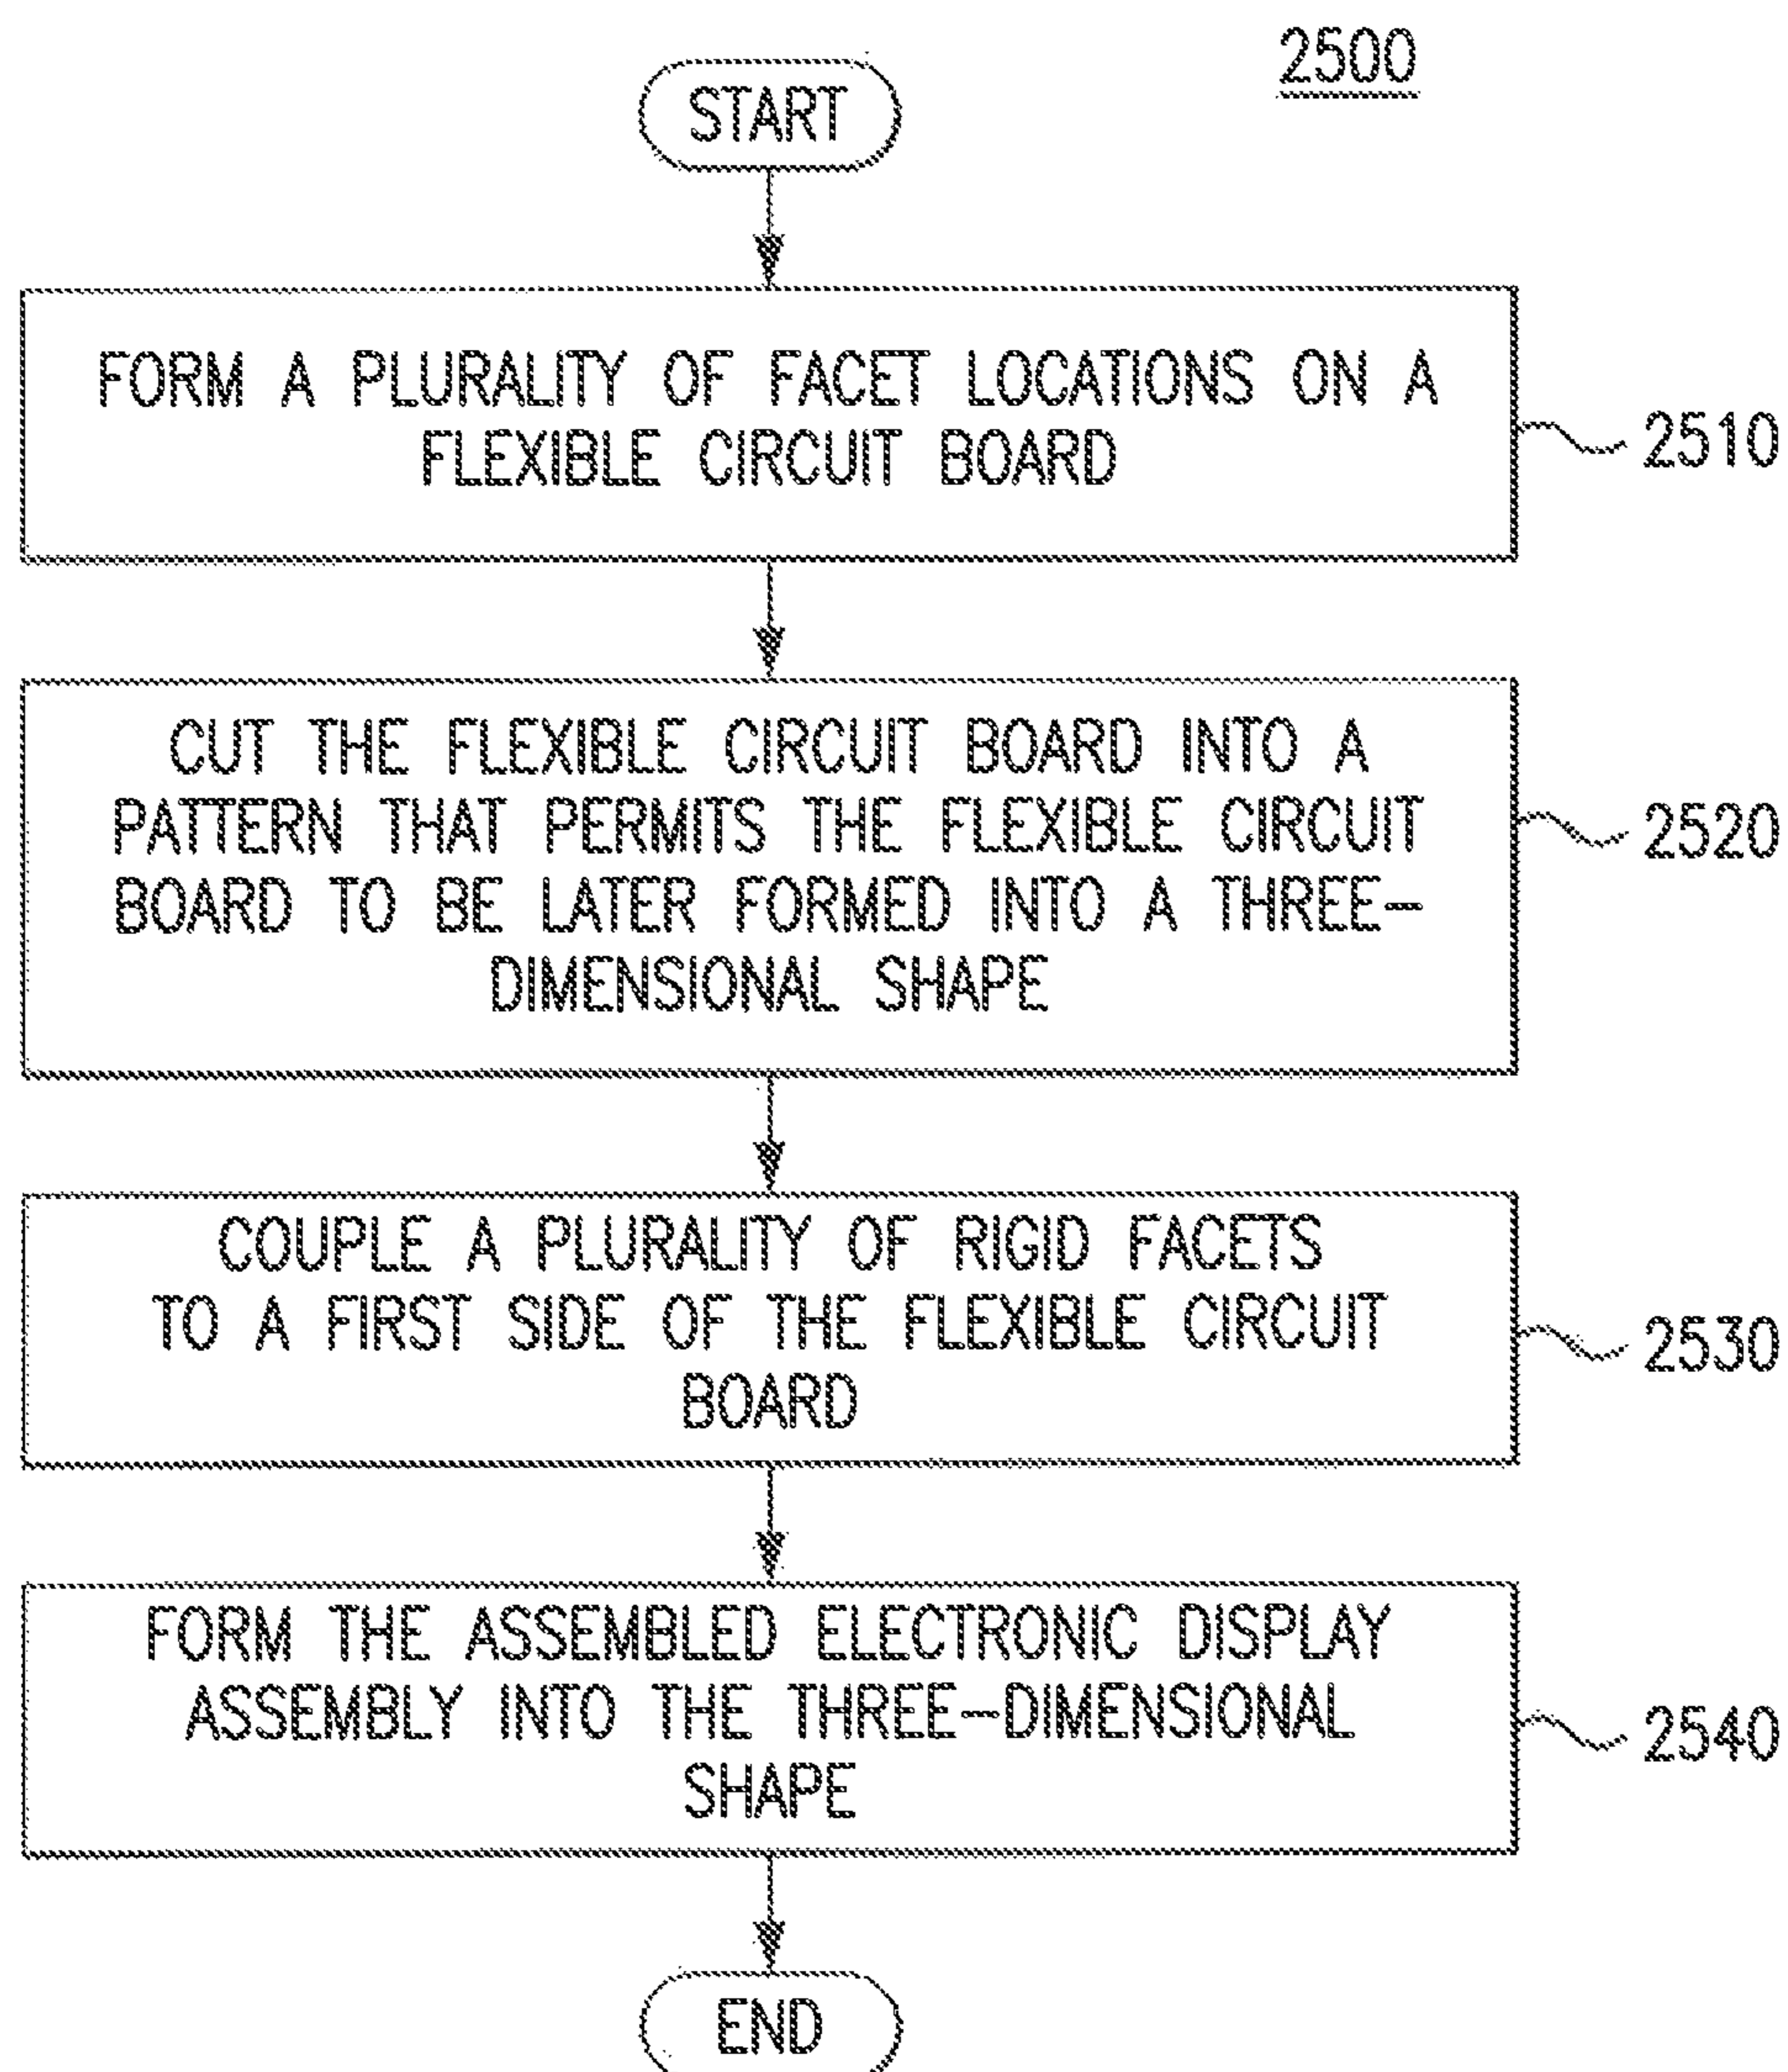 2500
START
FORM A PLURALITY OF FACET LOCATIONS ON A
FLEXIBLE CIRCUIT BOARD
2510
CUT THE FLEXIBLE CIRCUIT BOARD INTO A
PATTERN THAT PERMITS THE FLEXIBLE CIRCUIT
BOARD TO BE LATER FORMED INTO A THREE-
DIMENSIONAL SHAPE
2520
COUPLE A PLURALITY OF RIGID FACETS
TO A FIRST SIDE OF THE FLEXIBLE CIRCUIT
BOARD
2530
FORM THE ASSEMBLED ELECTRONIC DISPLAY
ASSEMBLY INTO THE THREE-DIMENSIONAL
SHAPE
2540
END